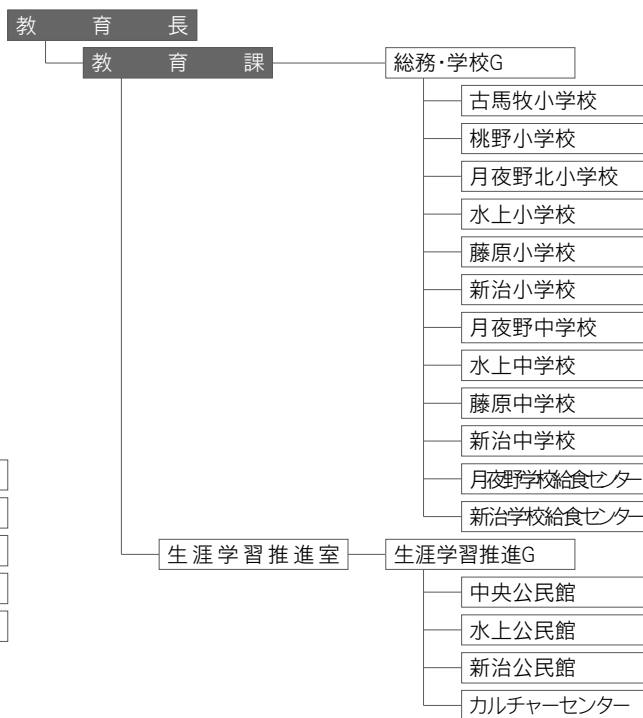 教育長
教育課
総務・学校G
古馬牧小学校
桃野小学校
月夜野北小学校
水上小学校
藤原小学校
新治小学校
月夜野中学校
水上中学校
藤原中学校
新治中学校
月夜野学校給食センター
新治学校給食センター
生涯学習推進室
生涯学習推進G
中央公民館
水上公民館
新治公民館
カルチャーセンター